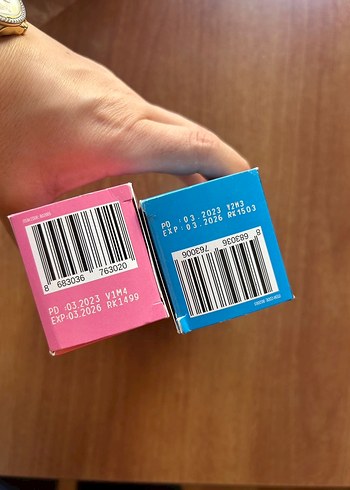 8 683036 763020
PD :03.2023 V1M4
EXP:03.2026 RK1499
PD :03.2023 Y2M3
EXP:03.2026 RK1503
8 683036 763006